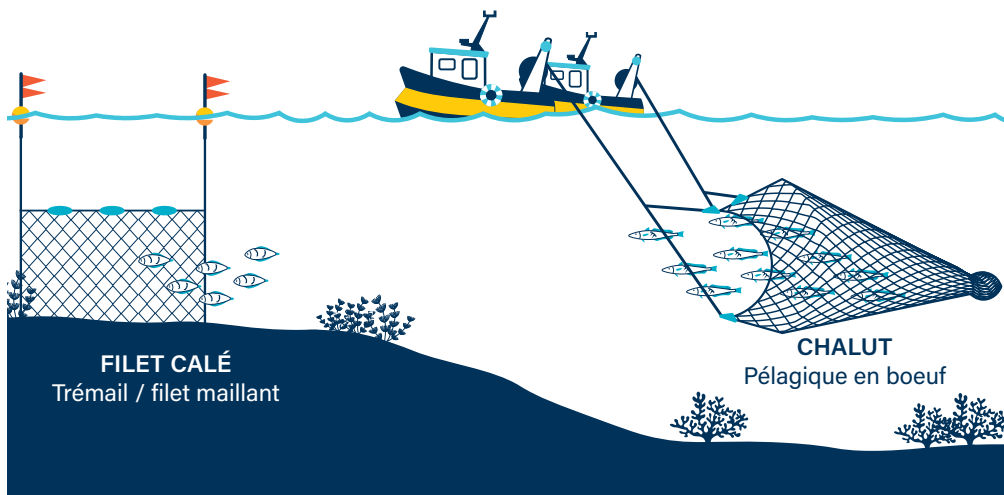 FILET CALÉ
Trémail / filet maillant
CHALUT
Pélagique en boeuf